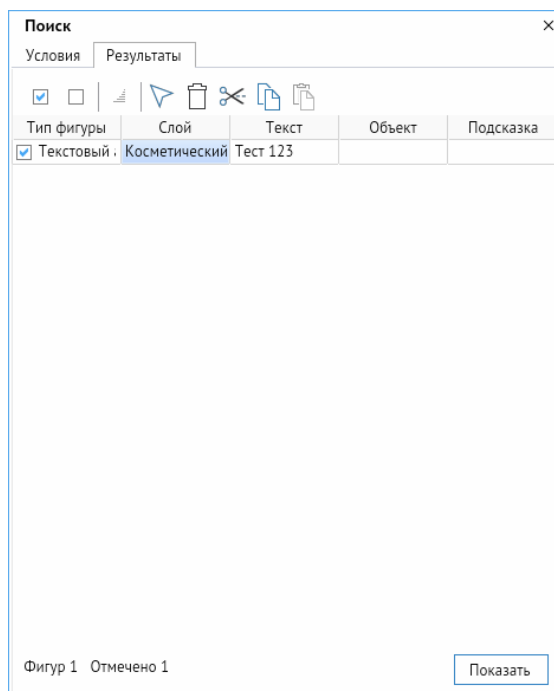 Поиск
Условия Результаты
Тип фигуры Слой Текст Объект Подсказка
Текстовый Косметический Тест 123
Фигур 1 Отмечено 1
Показать